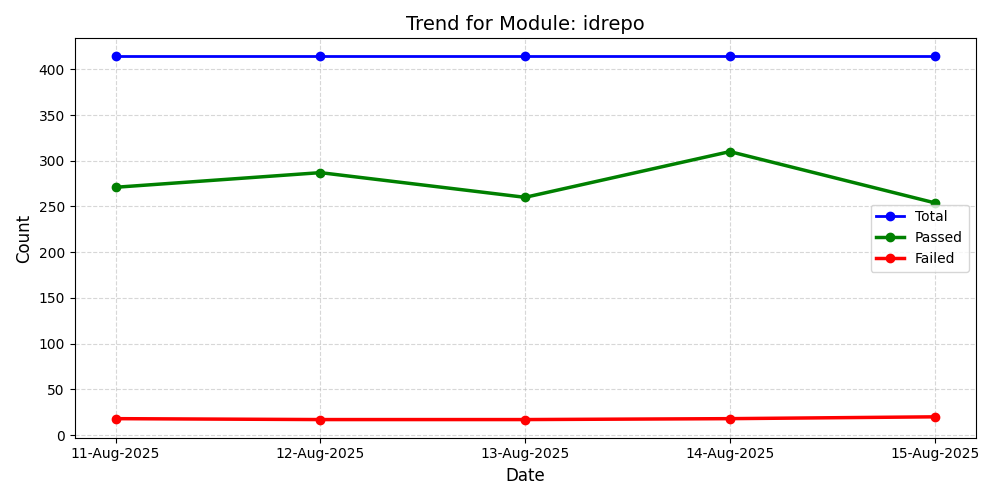 Trend for Module: idrepo
Count
400
350
300
250
200
150
100
50
0
Total
Passed
Failed
11-Aug-2025
12-Aug-2025
13-Aug-2025
14-Aug-2025
15-Aug-2025
Date